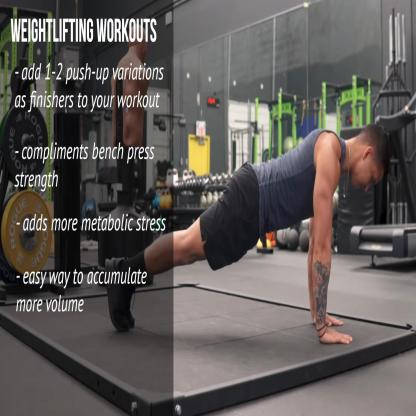 WEIGHTLIFTING WORKOUTS
- add 1-2 push-up variations
as finishers to your workout
- compliments bench press
strength
- adds more metabolic stress
- easy way to accumulate
more volume